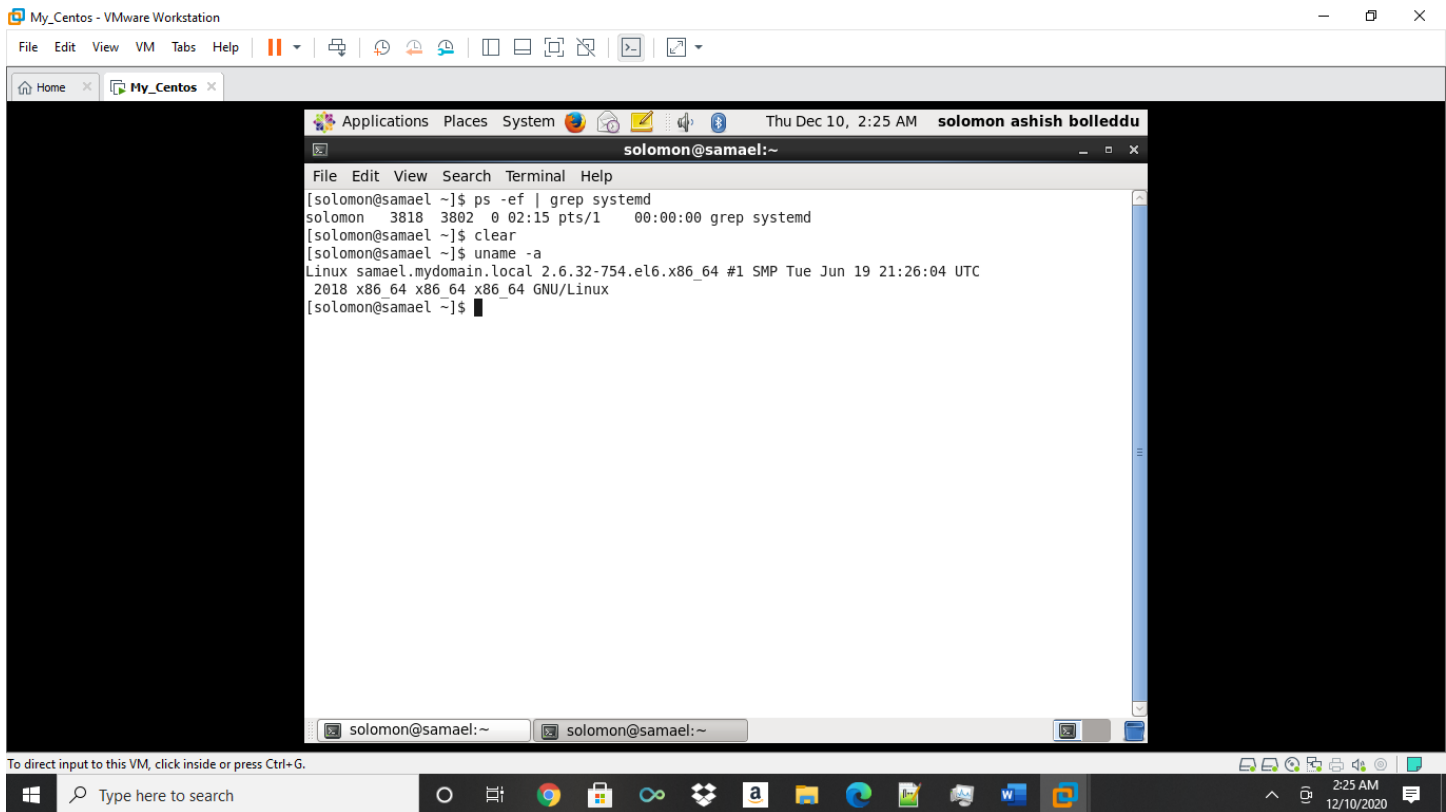 My_Centos - VMware Workstation
File Edit View VM Tabs Help
Home My_Centos
Applications Places System Thu Dec 10, 2:25 AM solomon ashish bolleddu
solomon@samael:~
File Edit View Search Terminal Help
[solomon@samael ~]$ ps -ef | grep systemd
solomon   3818  3802  0 02:15 pts/1    00:00:00 grep systemd
[solomon@samael ~]$ clear
[solomon@samael ~]$ uname -a
Linux samael.mydomain.local 2.6.32-754.el6.x86_64 #1 SMP Tue Jun 19 21:26:04 UTC
 2018 x86_64 x86_64 x86_64 GNU/Linux
[solomon@samael ~]$
solomon@samael:~ solomon@samael:~
To direct input to this VM, click inside or press Ctrl+G.
Type here to search
a
W
2:25 AM
12/10/2020